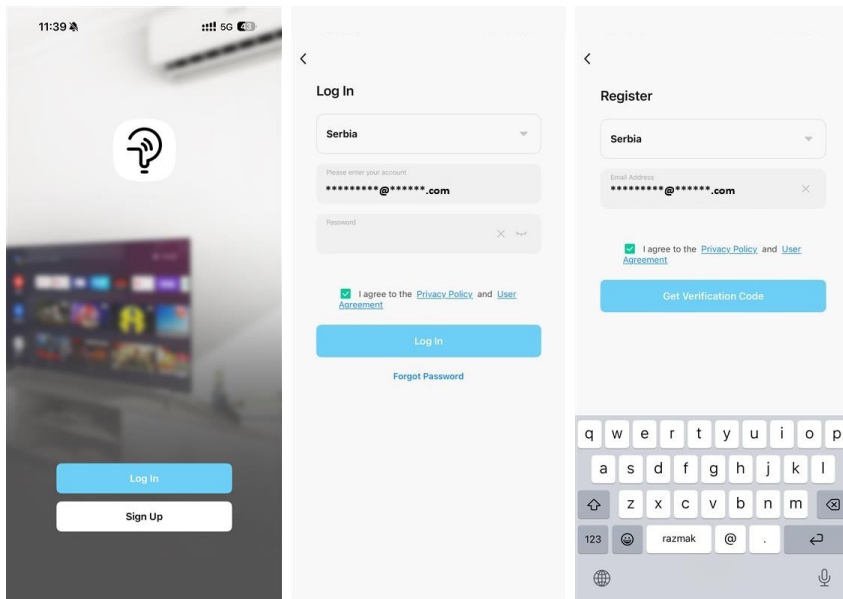 11:39
5G 43
Log In
Sign Up
Log In
Serbia
Please enter your account
*********@******.com
Password
I agree to the Privacy Policy and User
Agreement
Log In
Forgot Password
Register
Serbia
Email Address
*********@******.com
I agree to the Privacy Policy and User
Agreement
Get Verification Code
q w e r t y u i o p
a s d f g h j k l
z x c v b n m
123 razmak @ .